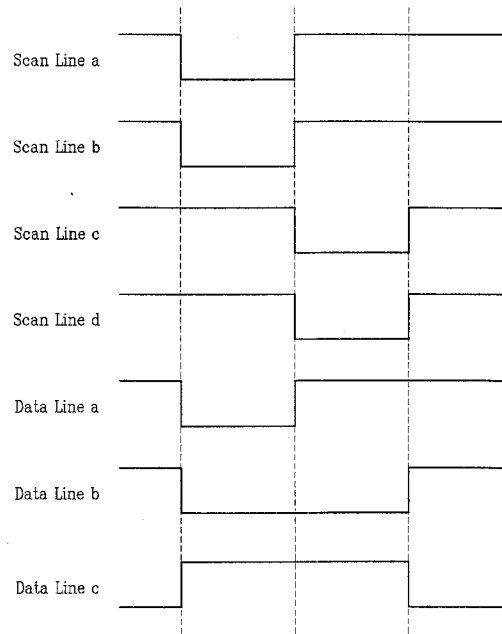 Scan Line a
Scan Line b
Scan Line c
Scan Line d
Data Line a
Data Line b
Data Line c